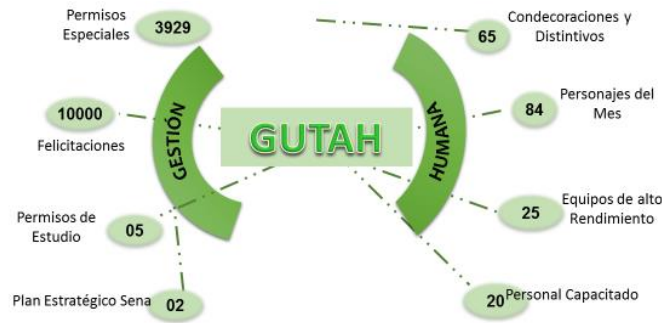 Permisos
Especiales
3929
10000
Felicitaciones
Permisos de
Estudio
05
Plan Estratégico Sena
02
GESTIÓN
GUTAH
HUMANA
65
Condecoraciones y
Distintivos
84
Personajes del
Mes
25
Equipos de alto
Rendimiento
20
Personal Capacitado